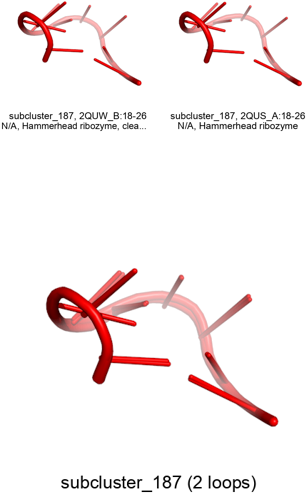 subcluster_187, 2QUW_B:18-26
N/A, Hammerhead ribozyme, clea...
subcluster_187, 2QUS_A:18-26
N/A, Hammerhead ribozyme
subcluster_187 (2 loops)